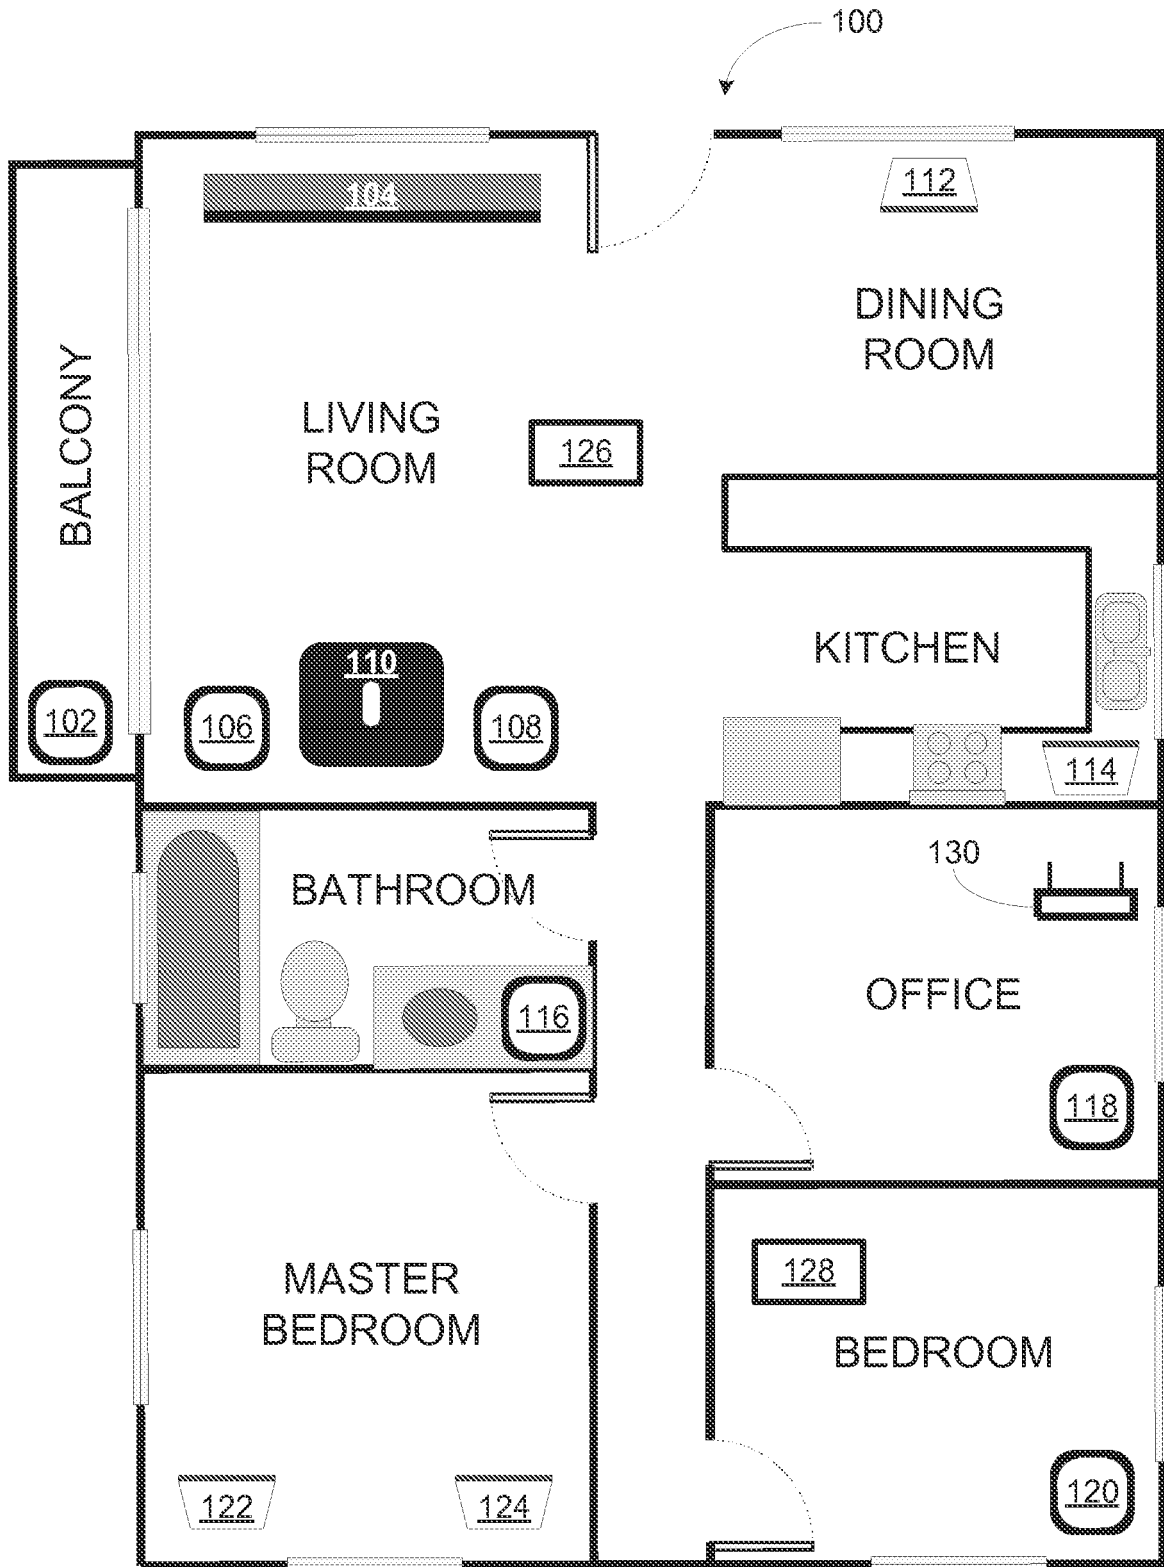 100
104
112
DINING
ROOM
BALCONY
LIVING
ROOM
126
KITCHEN
110
102
106
108
114
130
BATHROOM
OFFICE
116
118
128
MASTER
BEDROOM
BEDROOM
122
124
120